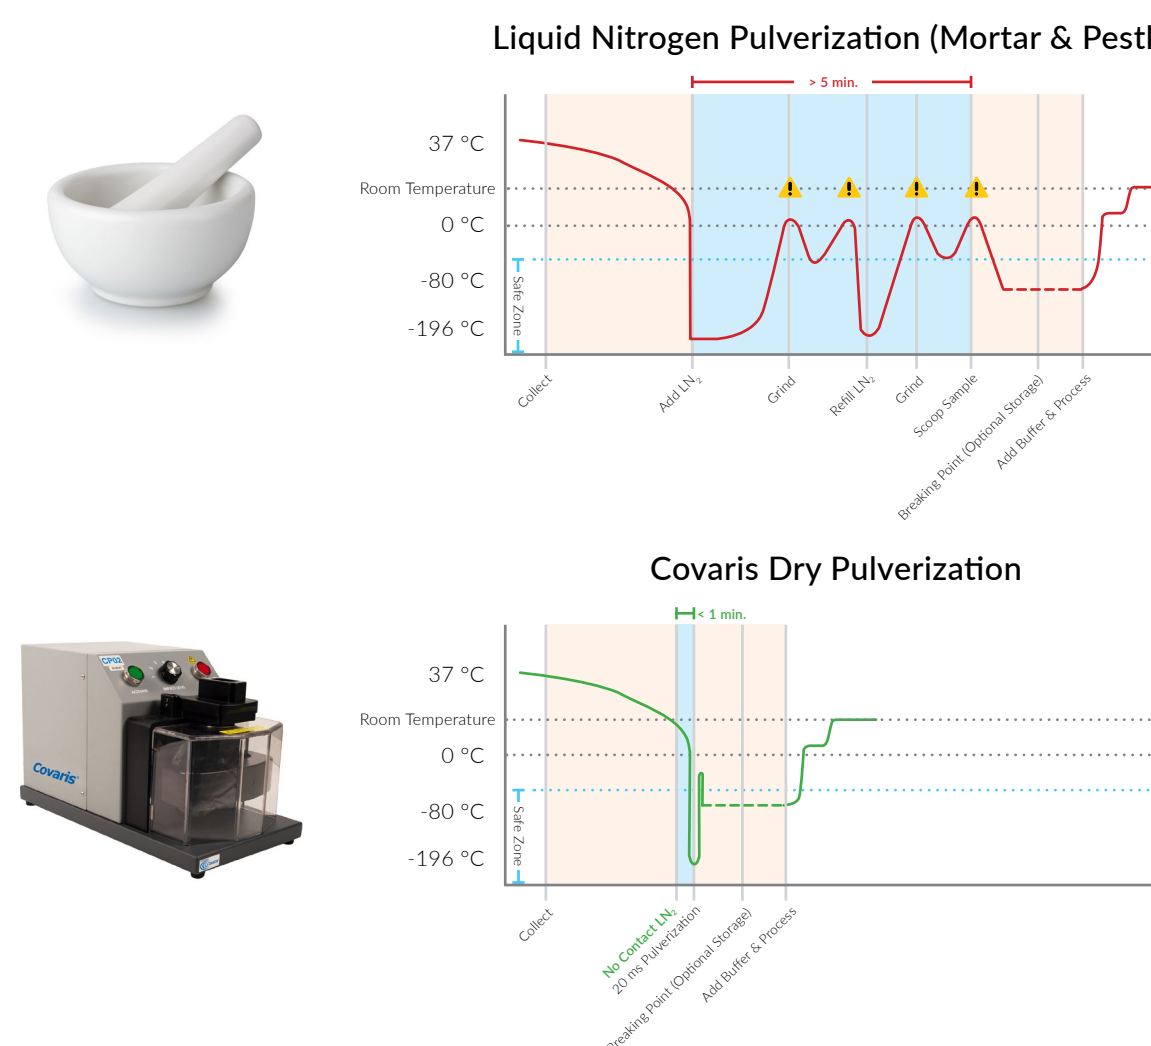 Liquid Nitrogen Pulverization (Mortar & Pestl
> 5 min.
37 °C
Room Temperature
0 °C
-80 °C
-196 °C
Safe Zone
Collect
Add LN₂
Grind
Refill LN₂
Grind
Scoop Sample
Breaking Point (Optional Storage)
Add Buffer & Process
Covaris Dry Pulverization
< 1 min.
37 °C
Room Temperature
0 °C
-80 °C
-196 °C
Safe Zone
Collect
No Contact LN₂
20 ms Pulverization
Breaking Point (Optional Storage)
Add Buffer & Process
CP02
Covaris